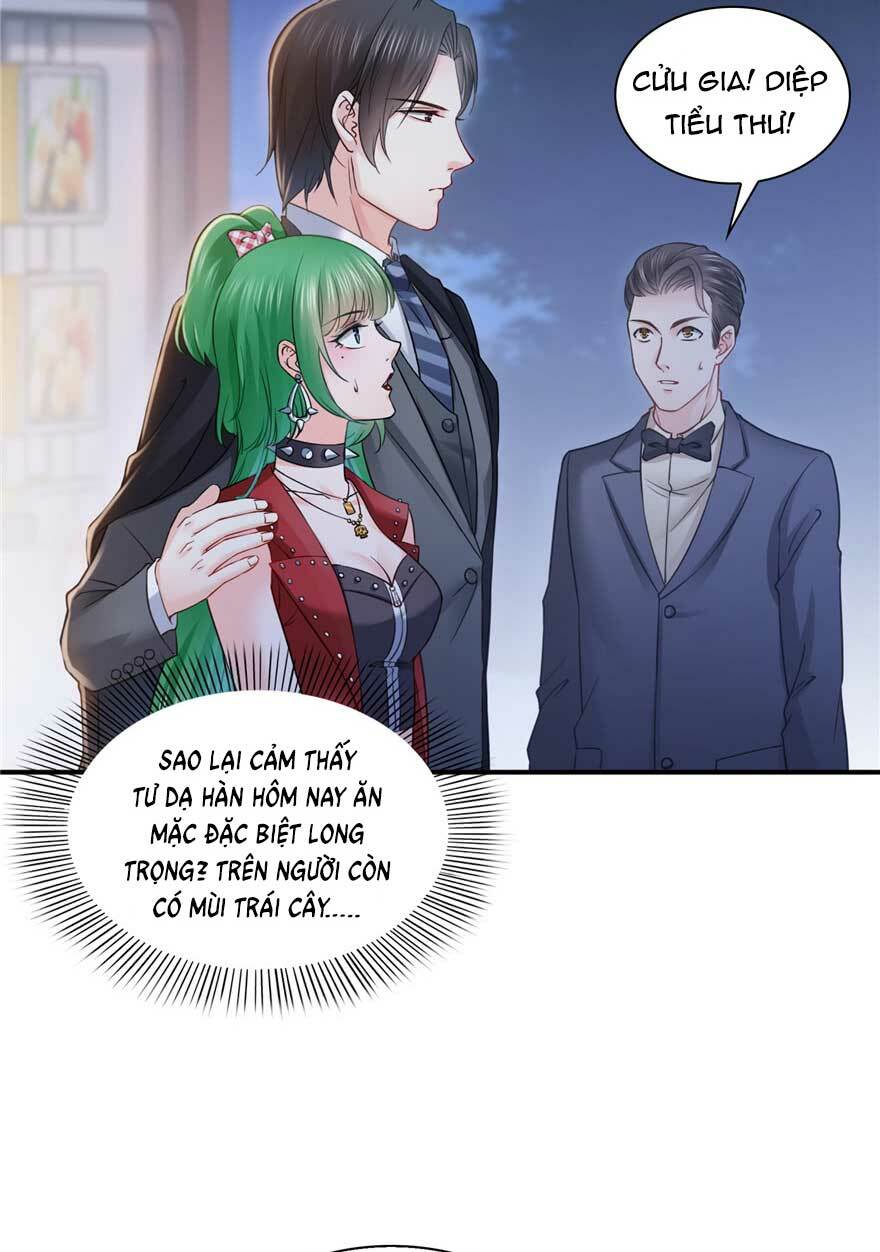 CỬU GIA! DIỆP
TIỂU THƯ!
SAO LẠI CẢM THẤY
TƯ DẠ HÀN HÔM NAY ĂN
MẶC ĐẶC BIỆT LONG
TRỌNG? TRÊN NGƯỜI CÒN
CÓ MÙI TRÁI CÂY.....